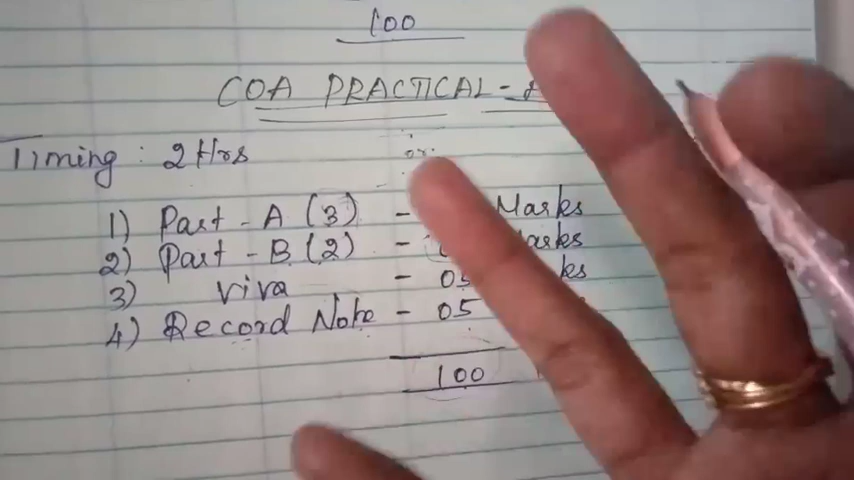 100
COA PRACTICAL -
Timing : 2 Hrs
1) Part - A (3) - Marks
2) Part - B (2) - Marks
3) Viva - 05
4) Record Note - 05
100